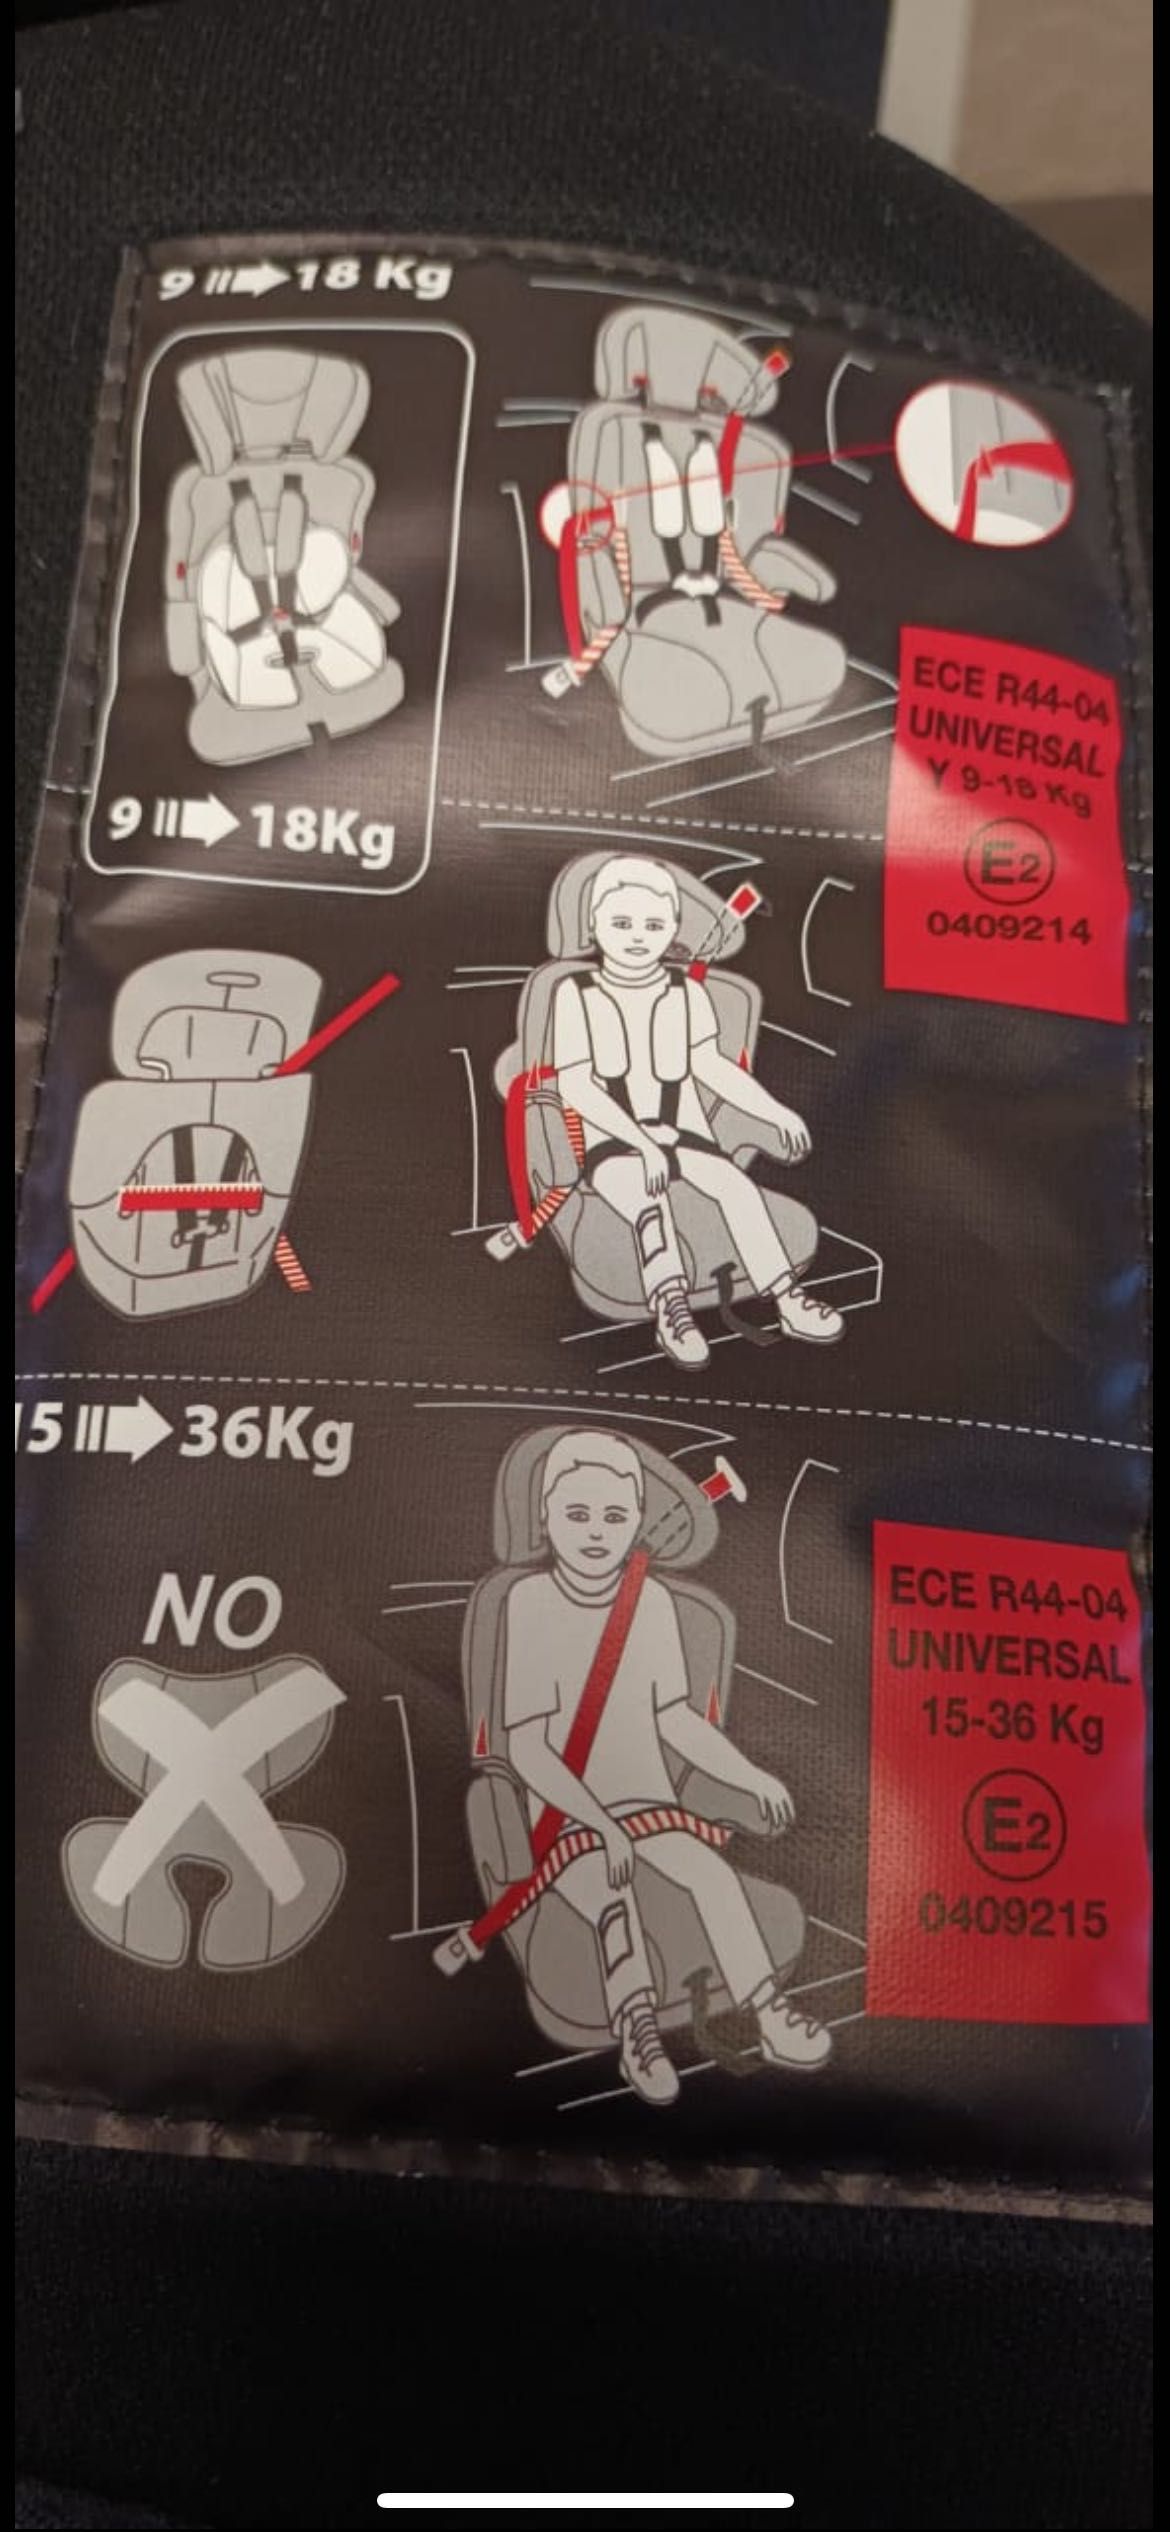 9 18 Kg
9 18Kg
ECE R44-04
UNIVERSAL
Y 9-18 Kg
E2
0409214
15 36Kg
NO
ECE R44-04
UNIVERSAL
15-36 Kg
E2
0409215